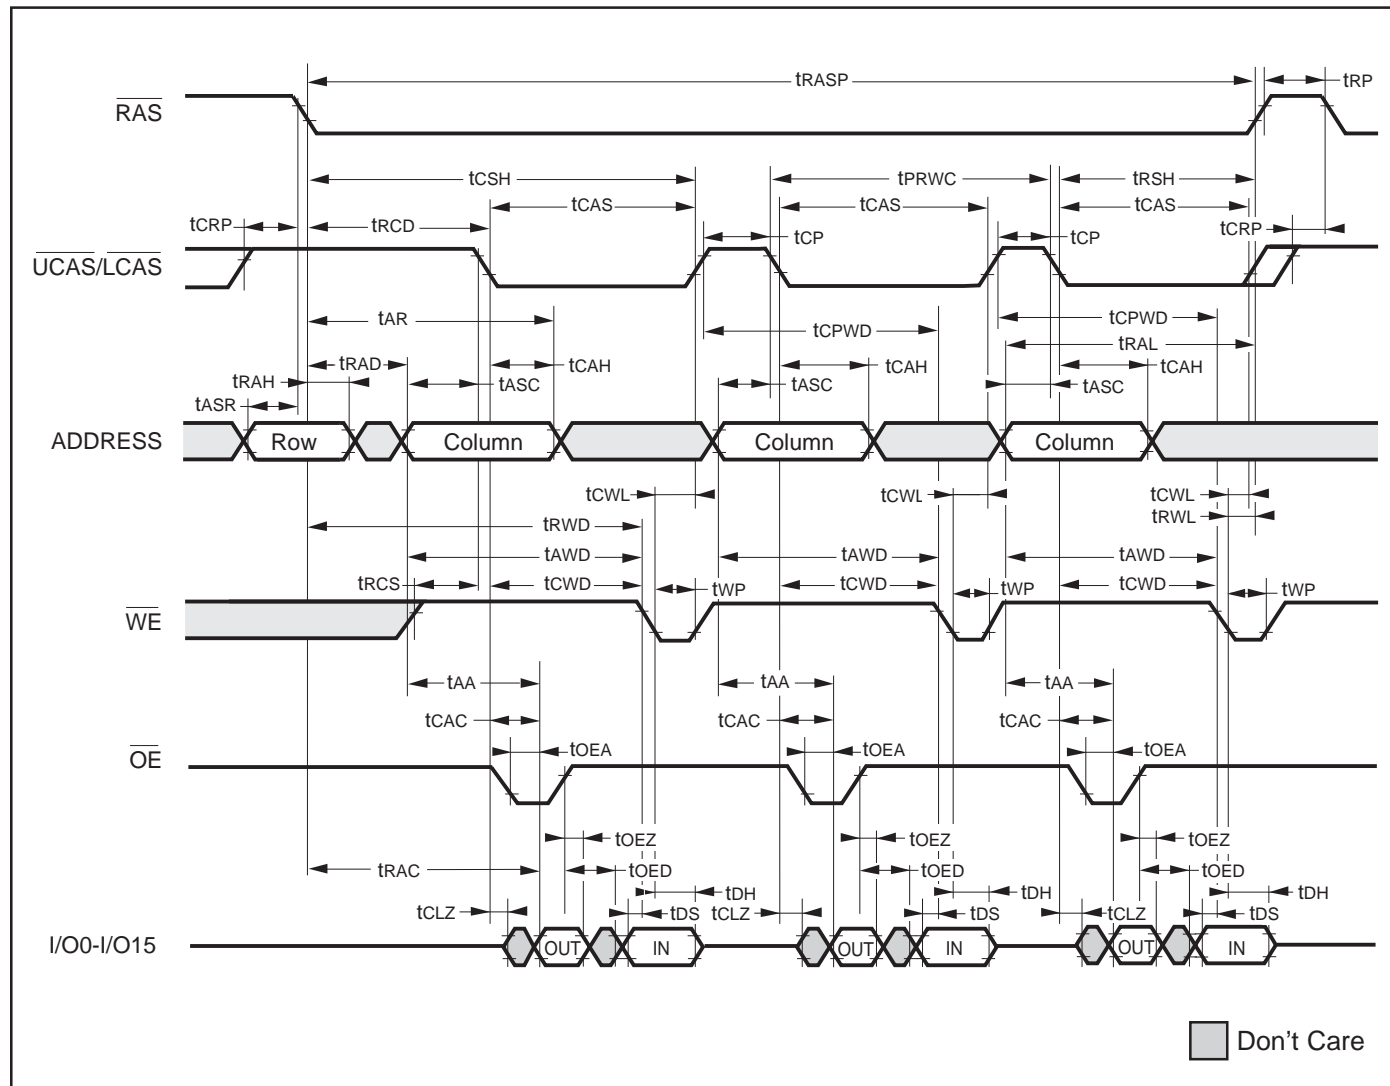 tRASP tRP
RAS
tCSH tPRWC tRSH
tCAS tCAS tCAS
tCRP tRCD tCP tCP tCRP
UCAS/LCAS
tAR tCPWD tCPWD
tRAL
tRAD tCAH tCAH tCAH
tRAH tASC tASC tASC
tASR
ADDRESS Row Column Column Column
tCWL tCWL tCWL
tRWD tRWL
tAWD tAWD tAWD
tRCS tCWD tWP tCWD tWP tCWD tWP
WE
tAA tAA tAA
tCAC tCAC tCAC
OE tOEA tOEA tOEA
tOEZ tOEZ tOEZ
tRAC tOED tOED tOED
tDH tDH tDH
tCLZ tDS tCLZ tDS tCLZ tDS
I/O0-I/O15 OUT IN OUT IN OUT IN
Don't Care